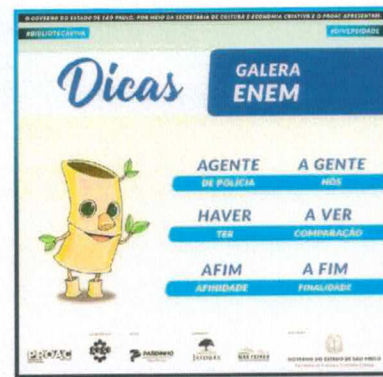 O GOVERNO DO ESTADO DE SÃO PAULO, POR MEIO DA SECRETARIA DE CULTURA E ECONOMIA CRIATIVA E O PROAC APRESENTAM:
#BIBLIOTECAVIVA #DIVERSIDADE
Dicas GALERA
ENEM
AGENTE A GENTE
DE POLÍCIA NÓS
HAVER A VER
TER COMPARAÇÃO
AFIM A FIM
AFINIDADE FINALIDADE
PROAC PARDINHO
GOVERNO DO ESTADO DE SÃO PAULO